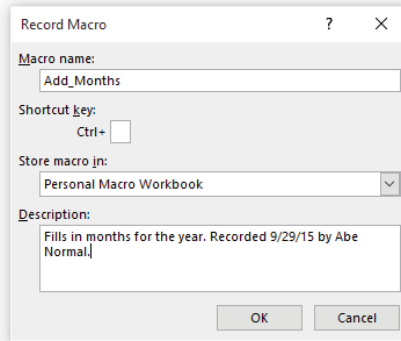 Record Macro ?
Macro name:
Add_Months
Shortcut key:
Ctrl+
Store macro in:
Personal Macro Workbook
Description:
Fills in months for the year. Recorded 9/29/15 by Abe
Normal.
OK Cancel